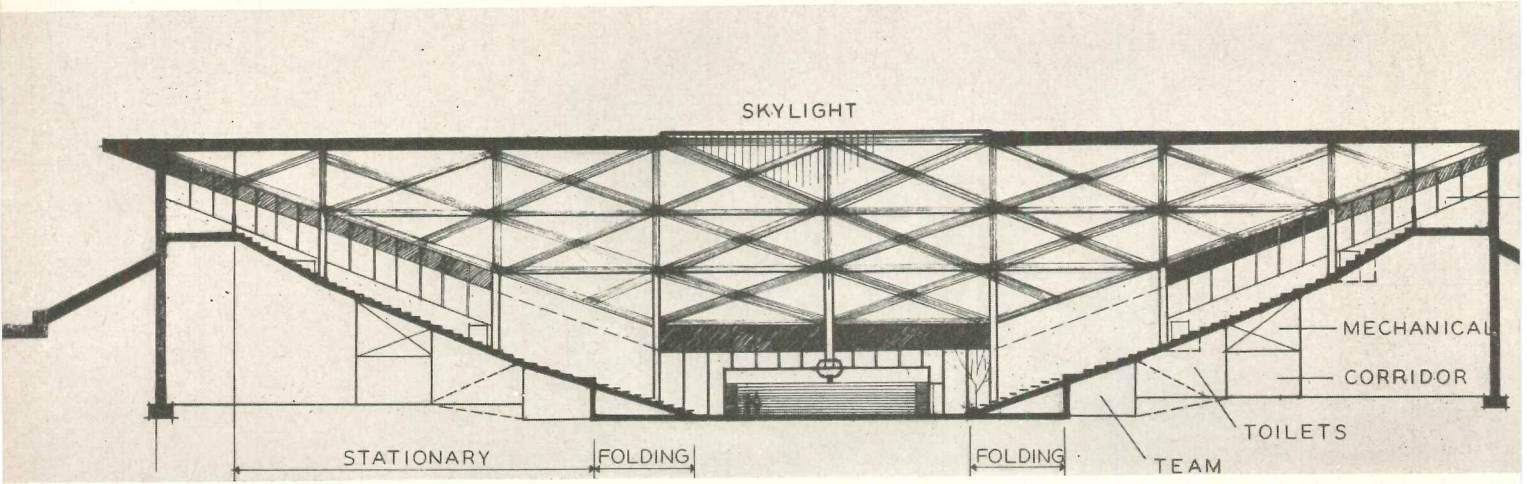 SKYLIGHT
MECHANICAL
CORRIDOR
TOILETS
TEAM
STATIONARY
FOLDING
FOLDING